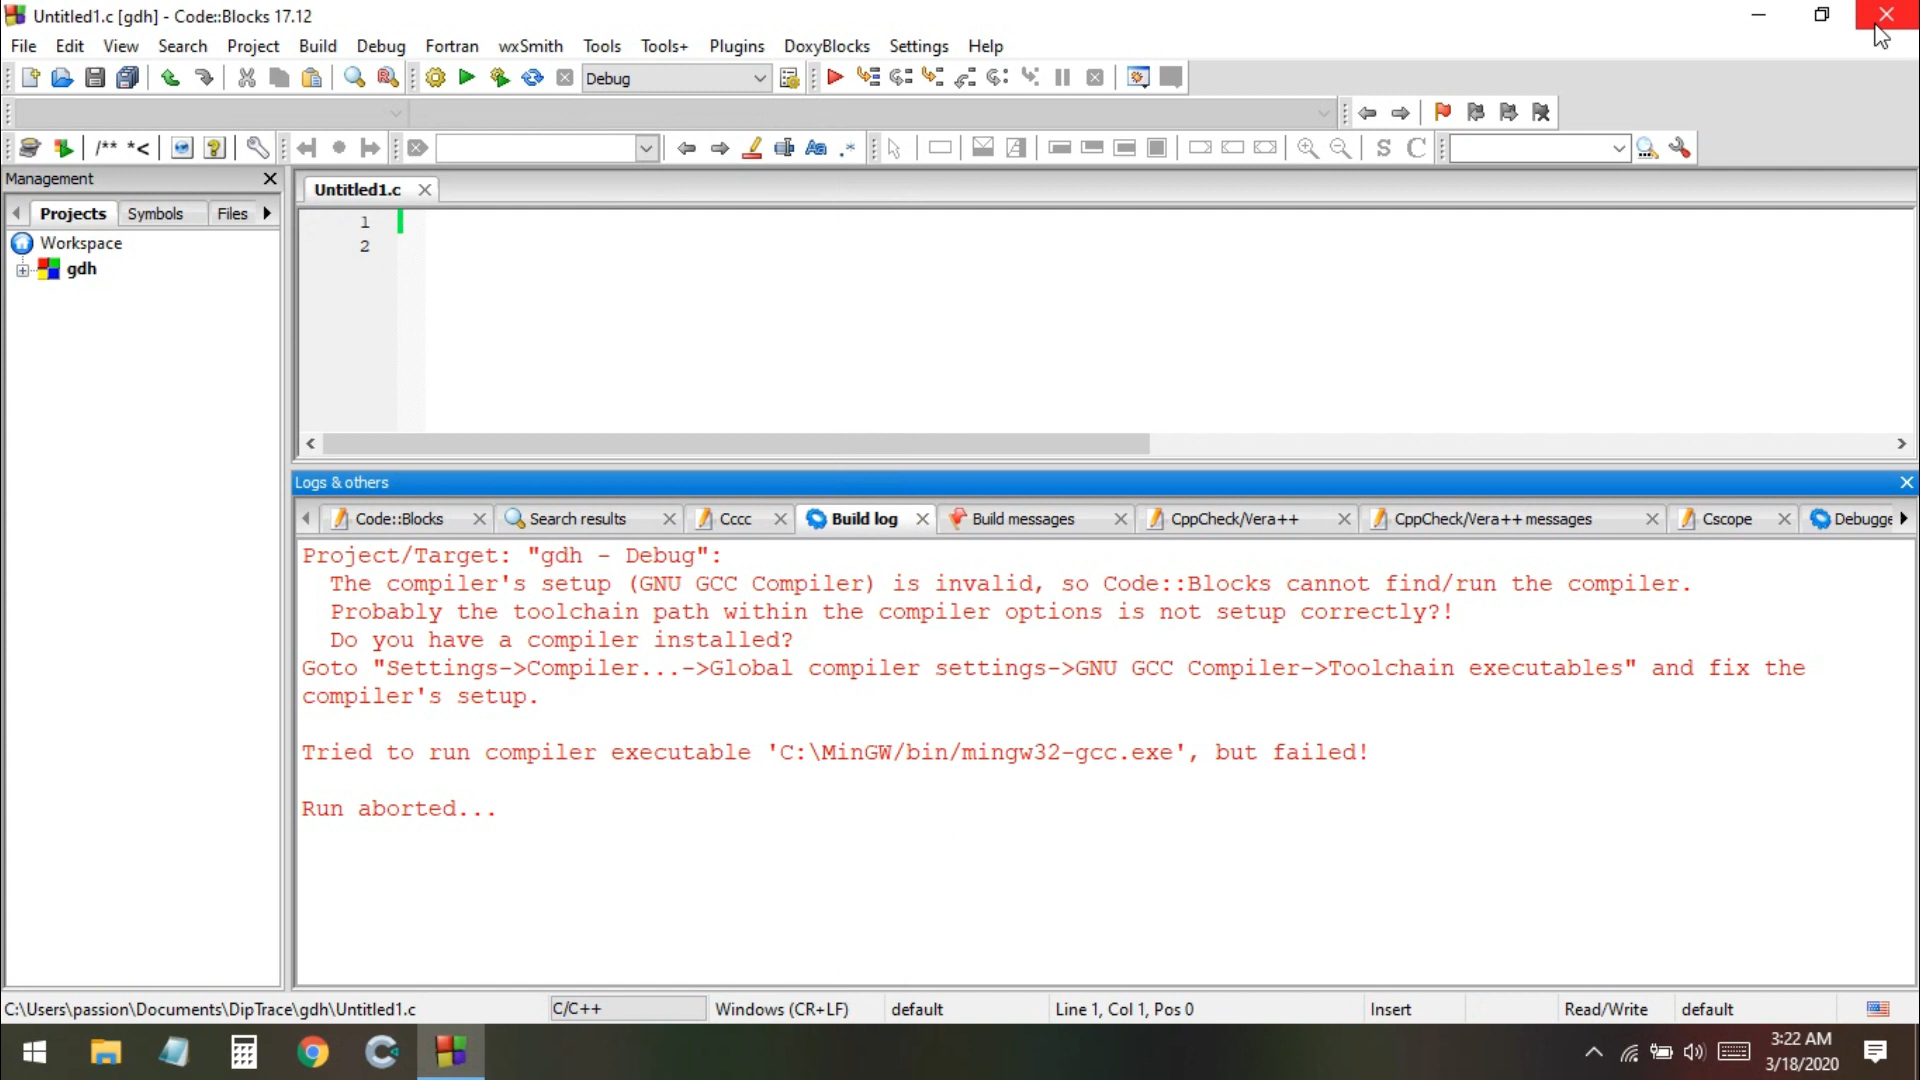 Untitled1.c [gdh] - Code::Blocks 17.12
File Edit View Search Project Build Debug Fortran wxSmith Tools Tools+ Plugins DoxyBlocks Settings Help
Debug
/** *<
S C
Management
Untitled1.c
Projects Symbols Files
1
Workspace
2
gdh
Logs & others
Code::Blocks Search results Cccc Build log Build messages CppCheck/Vera++ CppCheck/Vera++ messages Cscope Debugge
Project/Target: "gdh - Debug":
The compiler's setup (GNU GCC Compiler) is invalid, so Code::Blocks cannot find/run the compiler.
Probably the toolchain path within the compiler options is not setup correctly?!
Do you have a compiler installed?
Goto "Settings->Compiler...->Global compiler settings->GNU GCC Compiler->Toolchain executables" and fix the
compiler's setup.
Tried to run compiler executable 'C:\MinGW/bin/mingw32-gcc.exe', but failed!
Run aborted...
C:\Users\passion\Documents\DipTrace\gdh\Untitled1.c C/C++ Windows (CR+LF) default Line 1, Col 1, Pos 0 Insert Read/Write default
3:22 AM
3/18/2020